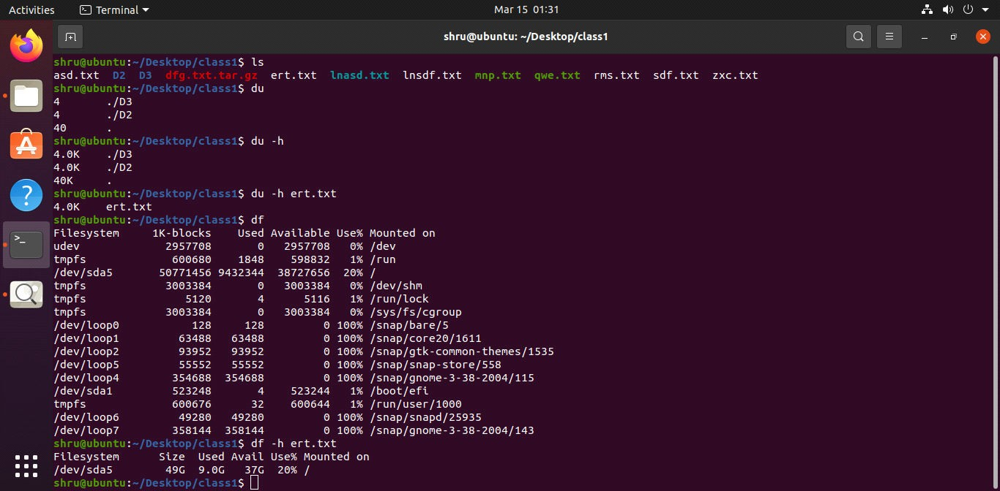 Activities Terminal Mar 15 01:31
shru@ubuntu: ~/Desktop/class1
shru@ubuntu:~/Desktop/class1$ ls
asd.txt D2 D3 dfg.txt.tar.gz ert.txt lnasd.txt lnsdf.txt mnp.txt qwe.txt rms.txt sdf.txt zxc.txt
shru@ubuntu:~/Desktop/class1$ du
4 ./D3
4 ./D2
40 .
shru@ubuntu:~/Desktop/class1$ du -h
4.0K ./D3
4.0K ./D2
40K .
shru@ubuntu:~/Desktop/class1$ du -h ert.txt
4.0K ert.txt
shru@ubuntu:~/Desktop/class1$ df
Filesystem 1K-blocks Used Available Use% Mounted on
udev 2957708 0 2957708 0% /dev
tmpfs 600680 1848 598832 1% /run
/dev/sda5 50771456 9432344 38727656 20% /
tmpfs 3003384 0 3003384 0% /dev/shm
tmpfs 5120 4 5116 1% /run/lock
tmpfs 3003384 0 3003384 0% /sys/fs/cgroup
/dev/loop0 128 128 0 100% /snap/bare/5
/dev/loop1 63488 63488 0 100% /snap/core20/1611
/dev/loop2 93952 93952 0 100% /snap/gtk-common-themes/1535
/dev/loop5 55552 55552 0 100% /snap/snap-store/558
/dev/loop4 354688 354688 0 100% /snap/gnome-3-38-2004/115
/dev/sda1 523248 4 523244 1% /boot/efi
tmpfs 600676 32 600644 1% /run/user/1000
/dev/loop6 49280 49280 0 100% /snap/snapd/25935
/dev/loop7 358144 358144 0 100% /snap/gnome-3-38-2004/143
shru@ubuntu:~/Desktop/class1$ df -h ert.txt
Filesystem Size Used Avail Use% Mounted on
/dev/sda5 49G 9.0G 37G 20% /
shru@ubuntu:~/Desktop/class1$